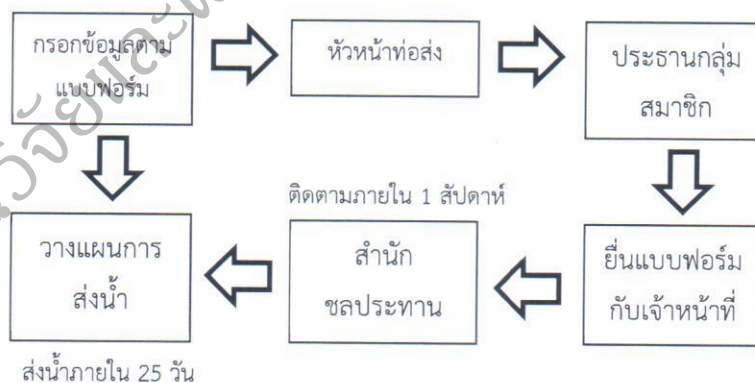 กรอกข้อมูลตาม
แบบฟอร์ม
หัวหน้าท่อส่ง
ประธานกลุ่ม
สมาชิก
ติดตามภายใน 1 สัปดาห์
วางแผนการ
ส่งน้ำ
สำนัก
ชลประทาน
ยื่นแบบฟอร์ม
กับเจ้าหน้าที่
ส่งน้ำภายใน 25 วัน